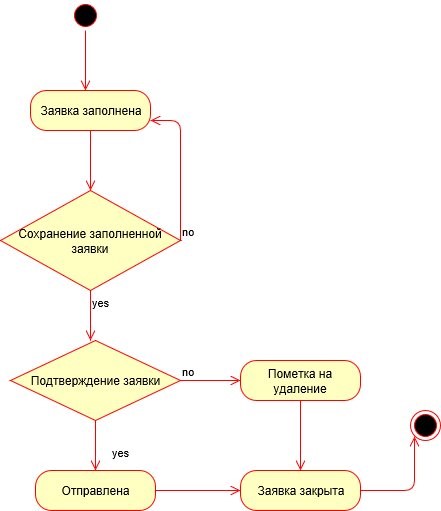 Заявка заполнена
Сохранение заполненной
заявки
no
yes
Подтверждение заявки
no
Пометка на
удаление
yes
Отправлена
Заявка закрыта